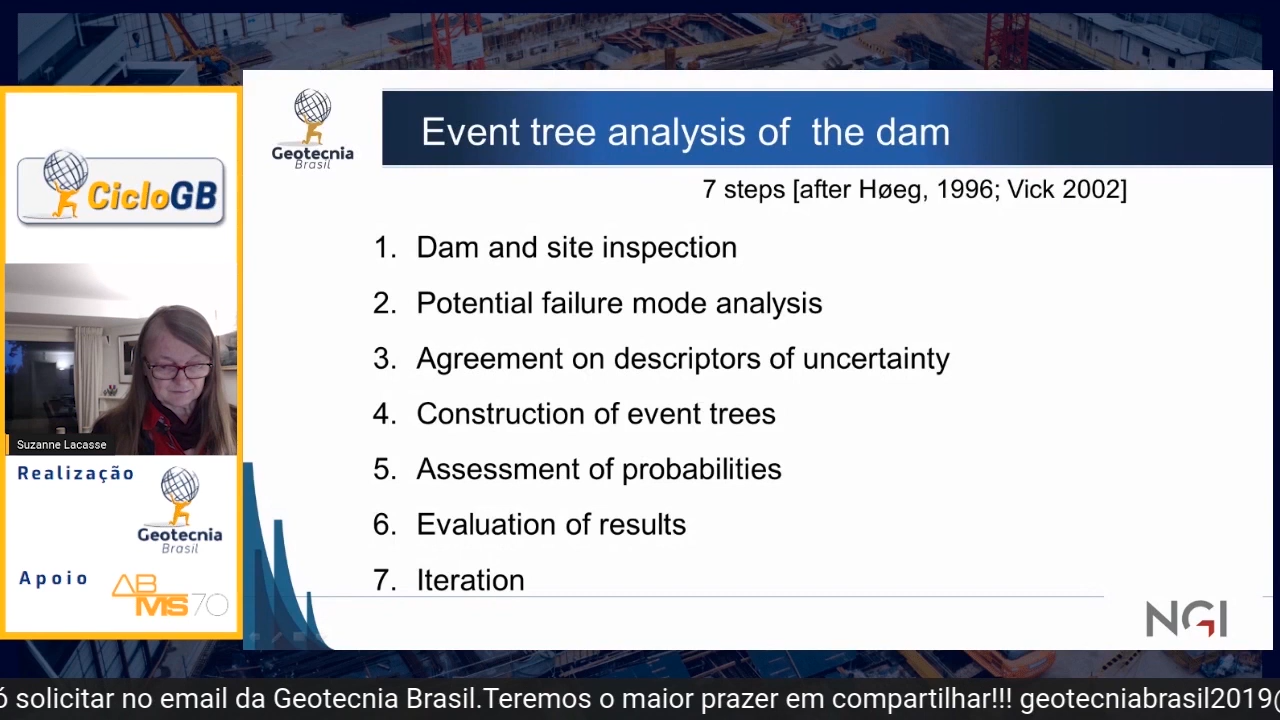 Geotecnia
Brasil
Event tree analysis of  the dam
7 steps [after Høeg, 1996; Vick 2002]
1. Dam and site inspection
2. Potential failure mode analysis
3. Agreement on descriptors of uncertainty
4. Construction of event trees
5. Assessment of probabilities
6. Evaluation of results
7. Iteration
NGI
CicloGB
Suzanne Lacasse
Realização
Geotecnia
Brasil
Apoio
ABMS70
ó solicitar no email da Geotecnia Brasil.Teremos o maior prazer em compartilhar!!! geotecniabrasil2019@